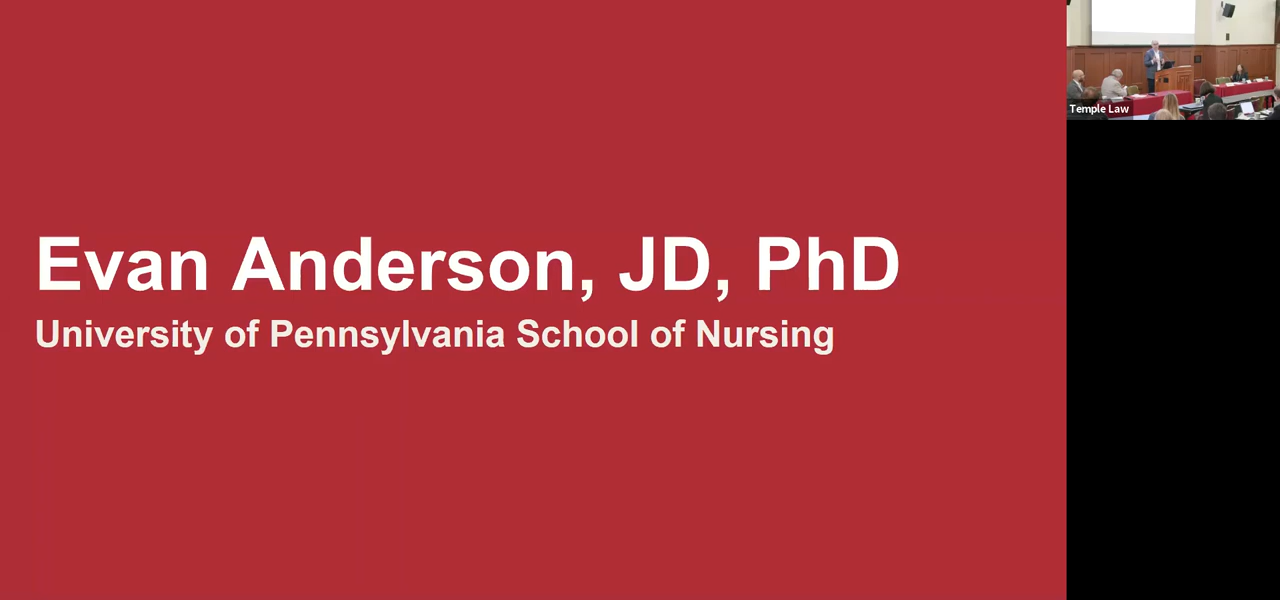 Evan Anderson, JD, PhD
University of Pennsylvania School of Nursing
Temple Law